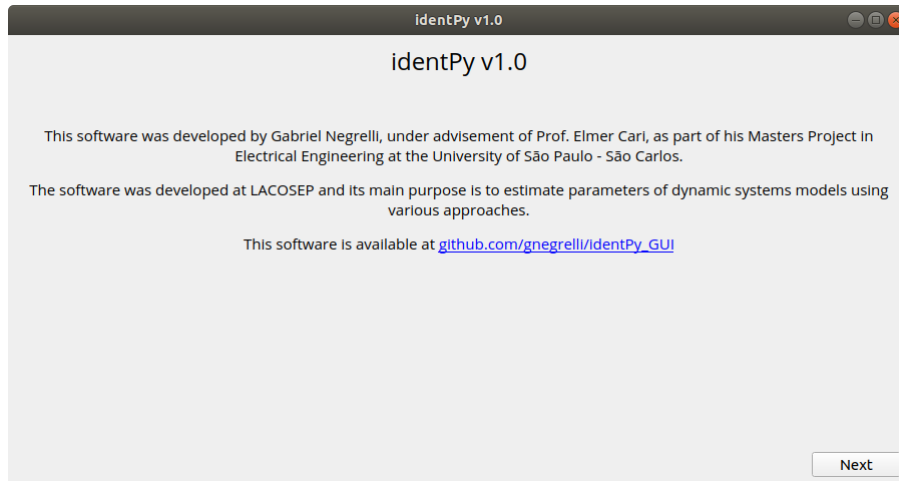 identPy v1.0
identPy v1.0
This software was developed by Gabriel Negrelli, under advisement of Prof. Elmer Cari, as part of his Masters Project in
Electrical Engineering at the University of São Paulo - São Carlos.
The software was developed at LACOSEP and its main purpose is to estimate parameters of dynamic systems models using
various approaches.
This software is available at github.com/gnegrelli/identPy_GUI
Next